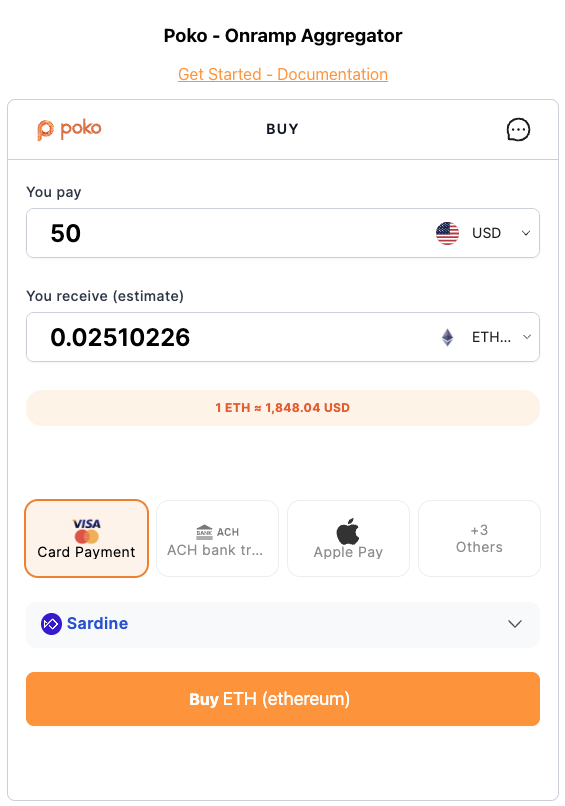 Poko - Onramp Aggregator
Get Started - Documentation
poko
BUY
You pay
50
USD
You receive (estimate)
0.02510226
ETH...
1 ETH ≈ 1,848.04 USD
VISA
Card Payment
BANK ACH
ACH bank tr...
Apple Pay
+3
Others
Sardine
Buy ETH (ethereum)